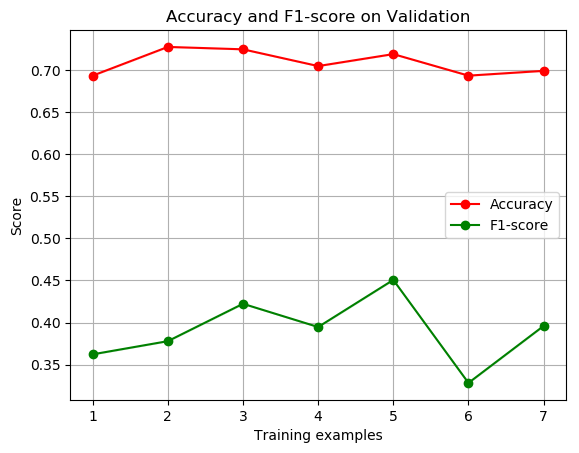 Accuracy and F1-score on Validation
0.70
0.65
0.60
0.55
0.50
0.45
0.40
0.35
Score
Accuracy
F1-score
1 2 3 4 5 6 7
Training examples